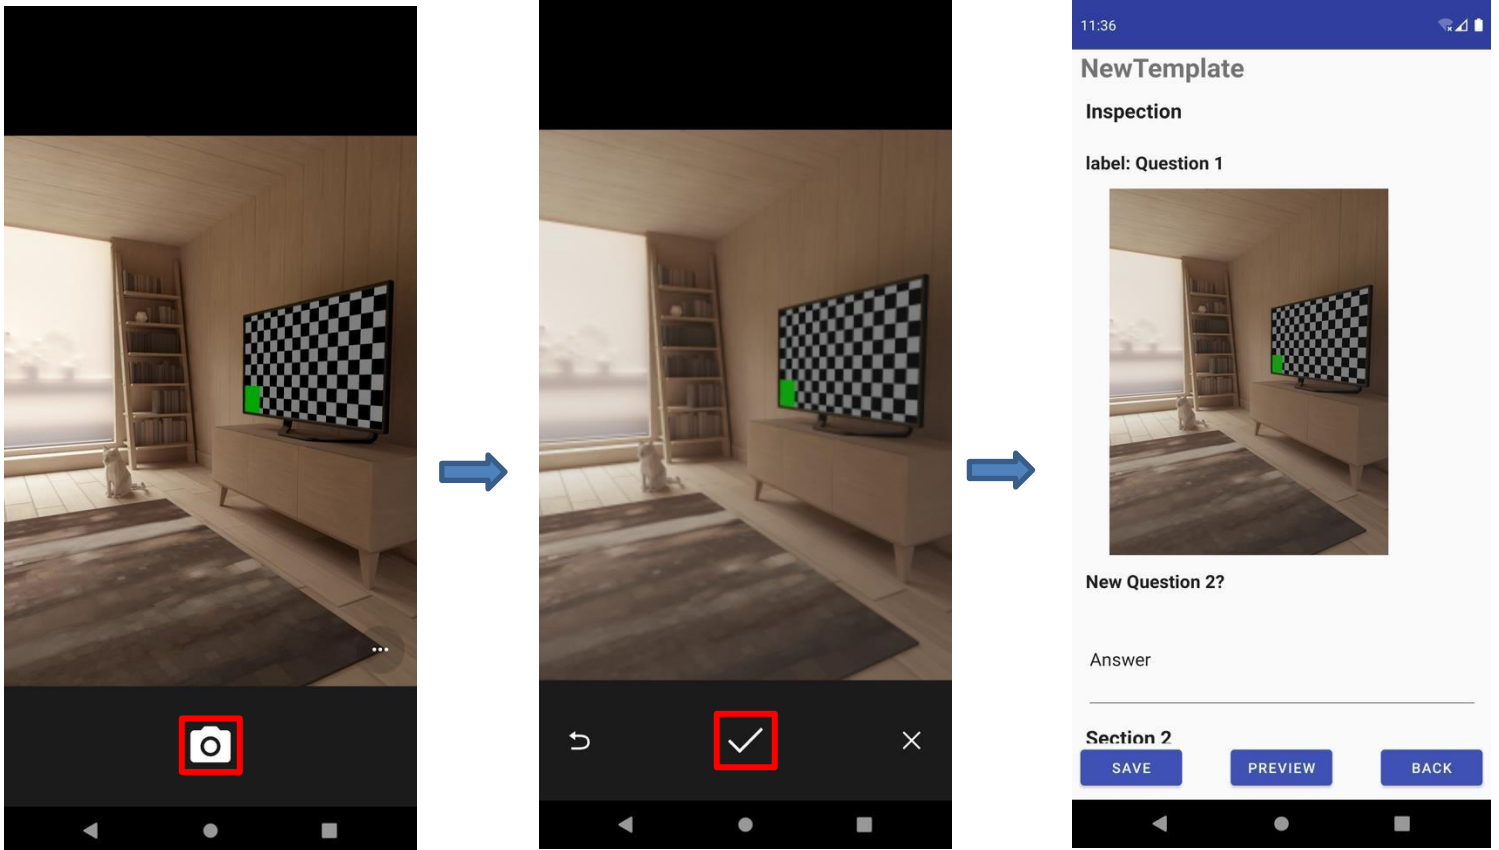 11:36
NewTemplate
Inspection
label: Question 1
New Question 2?
Answer
Section 2
SAVE PREVIEW BACK